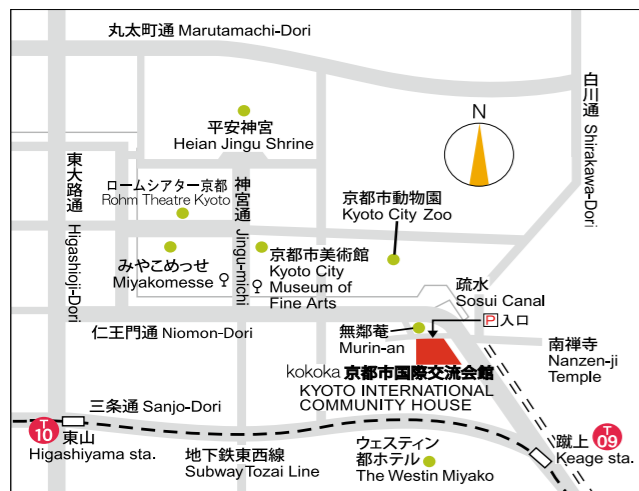 丸太町通 Marutamachi-Dori
白川通 Shirakawa-Dori
N
平安神宮
Heian Jingu Shrine
東大路通 Higashioji-Dori
ロームシアター京都
Rohm Theatre Kyoto
神宮通 Jingu-michi
京都市動物園
Kyoto City Zoo
みやこめっせ
Miyakomesse
京都市美術館
Kyoto City
Museum of
Fine Arts
疏水
Sosui Canal
P入口
仁王門通 Niomon-Dori
無鄰菴
Murin-an
南禅寺
Nanzen-ji
Temple
kokoka 京都市国際交流会館
KYOTO INTERNATIONAL
COMMUNITY HOUSE
三条通 Sanjo-Dori
T
10
東山
Higashiyama sta.
地下鉄東西線
Subway Tozai Line
ウェスティン
都ホテル
The Westin Miyako
T
09
蹴上
Keage sta.